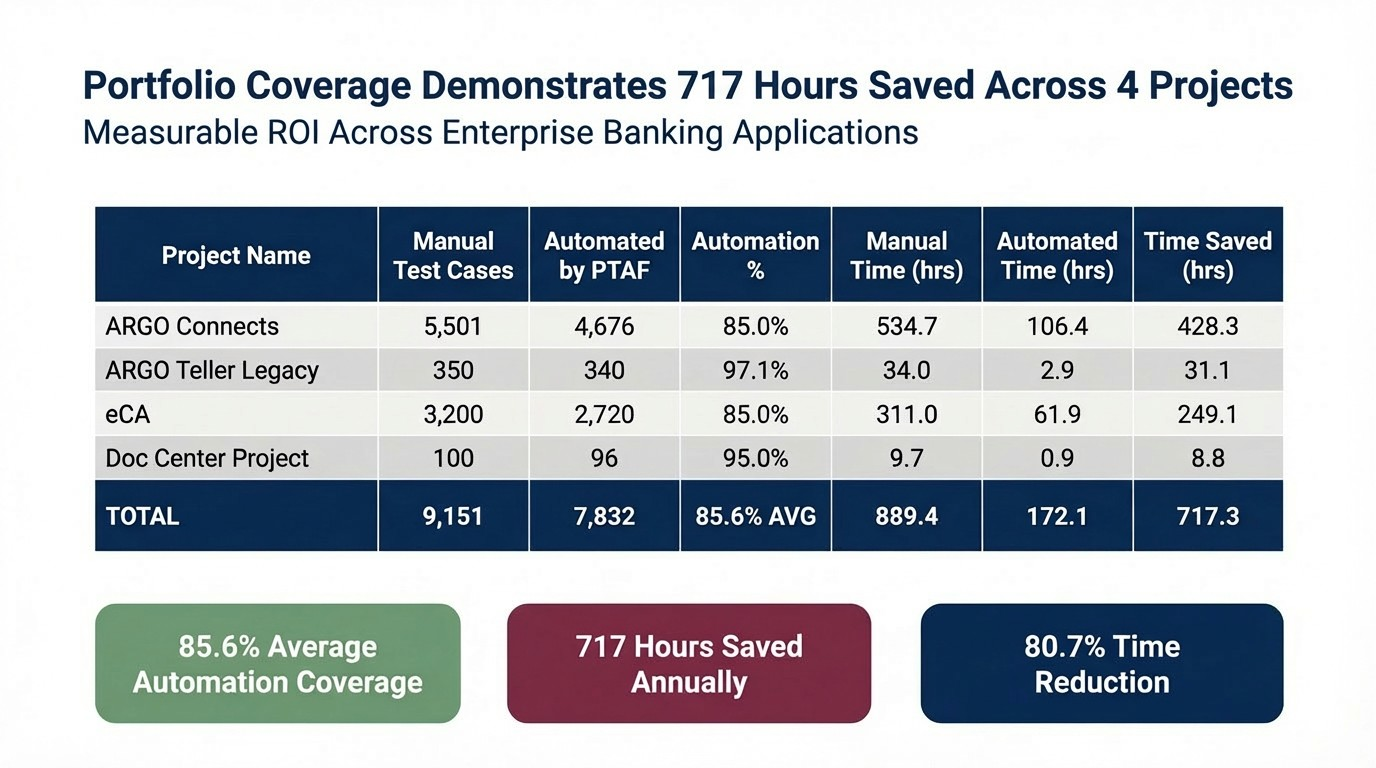 Portfolio Coverage Demonstrates 717 Hours Saved Across 4 Projects
Measurable ROI Across Enterprise Banking Applications
Project Name | Manual Test Cases | Automated by PTAF | Automation % | Manual Time (hrs) | Automated Time (hrs) | Time Saved (hrs)
ARGO Connects | 5,501 | 4,676 | 85.0% | 534.7 | 106.4 | 428.3
ARGO Teller Legacy | 350 | 340 | 97.1% | 34.0 | 2.9 | 31.1
eCA | 3,200 | 2,720 | 85.0% | 311.0 | 61.9 | 249.1
Doc Center Project | 100 | 96 | 95.0% | 9.7 | 0.9 | 8.8
TOTAL | 9,151 | 7,832 | 85.6% AVG | 889.4 | 172.1 | 717.3
85.6% Average
Automation Coverage
717 Hours Saved
Annually
80.7% Time
Reduction